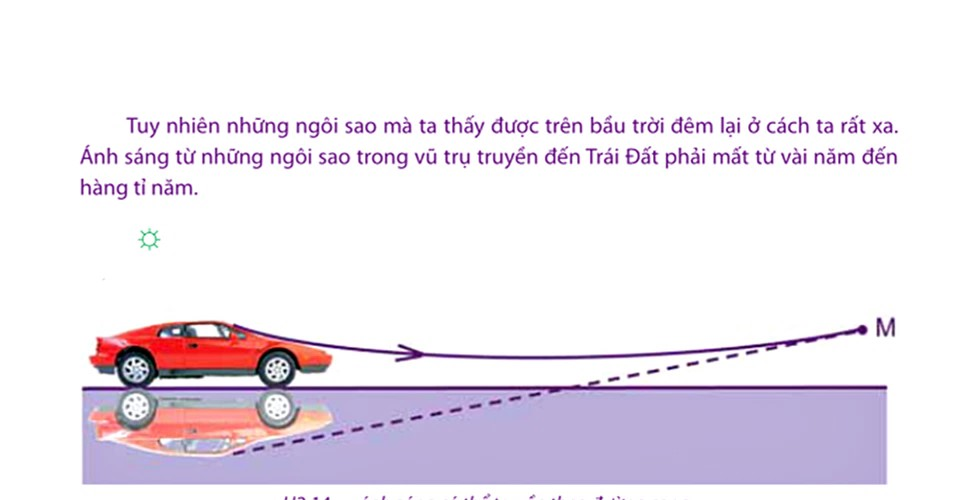 Tuy nhiên những ngôi sao mà ta thấy được trên bầu trời đêm lại ở cách ta rất xa.
Ánh sáng từ những ngôi sao trong vũ trụ truyền đến Trái Đất phải mất từ vài năm đến
hàng tỉ năm.
M